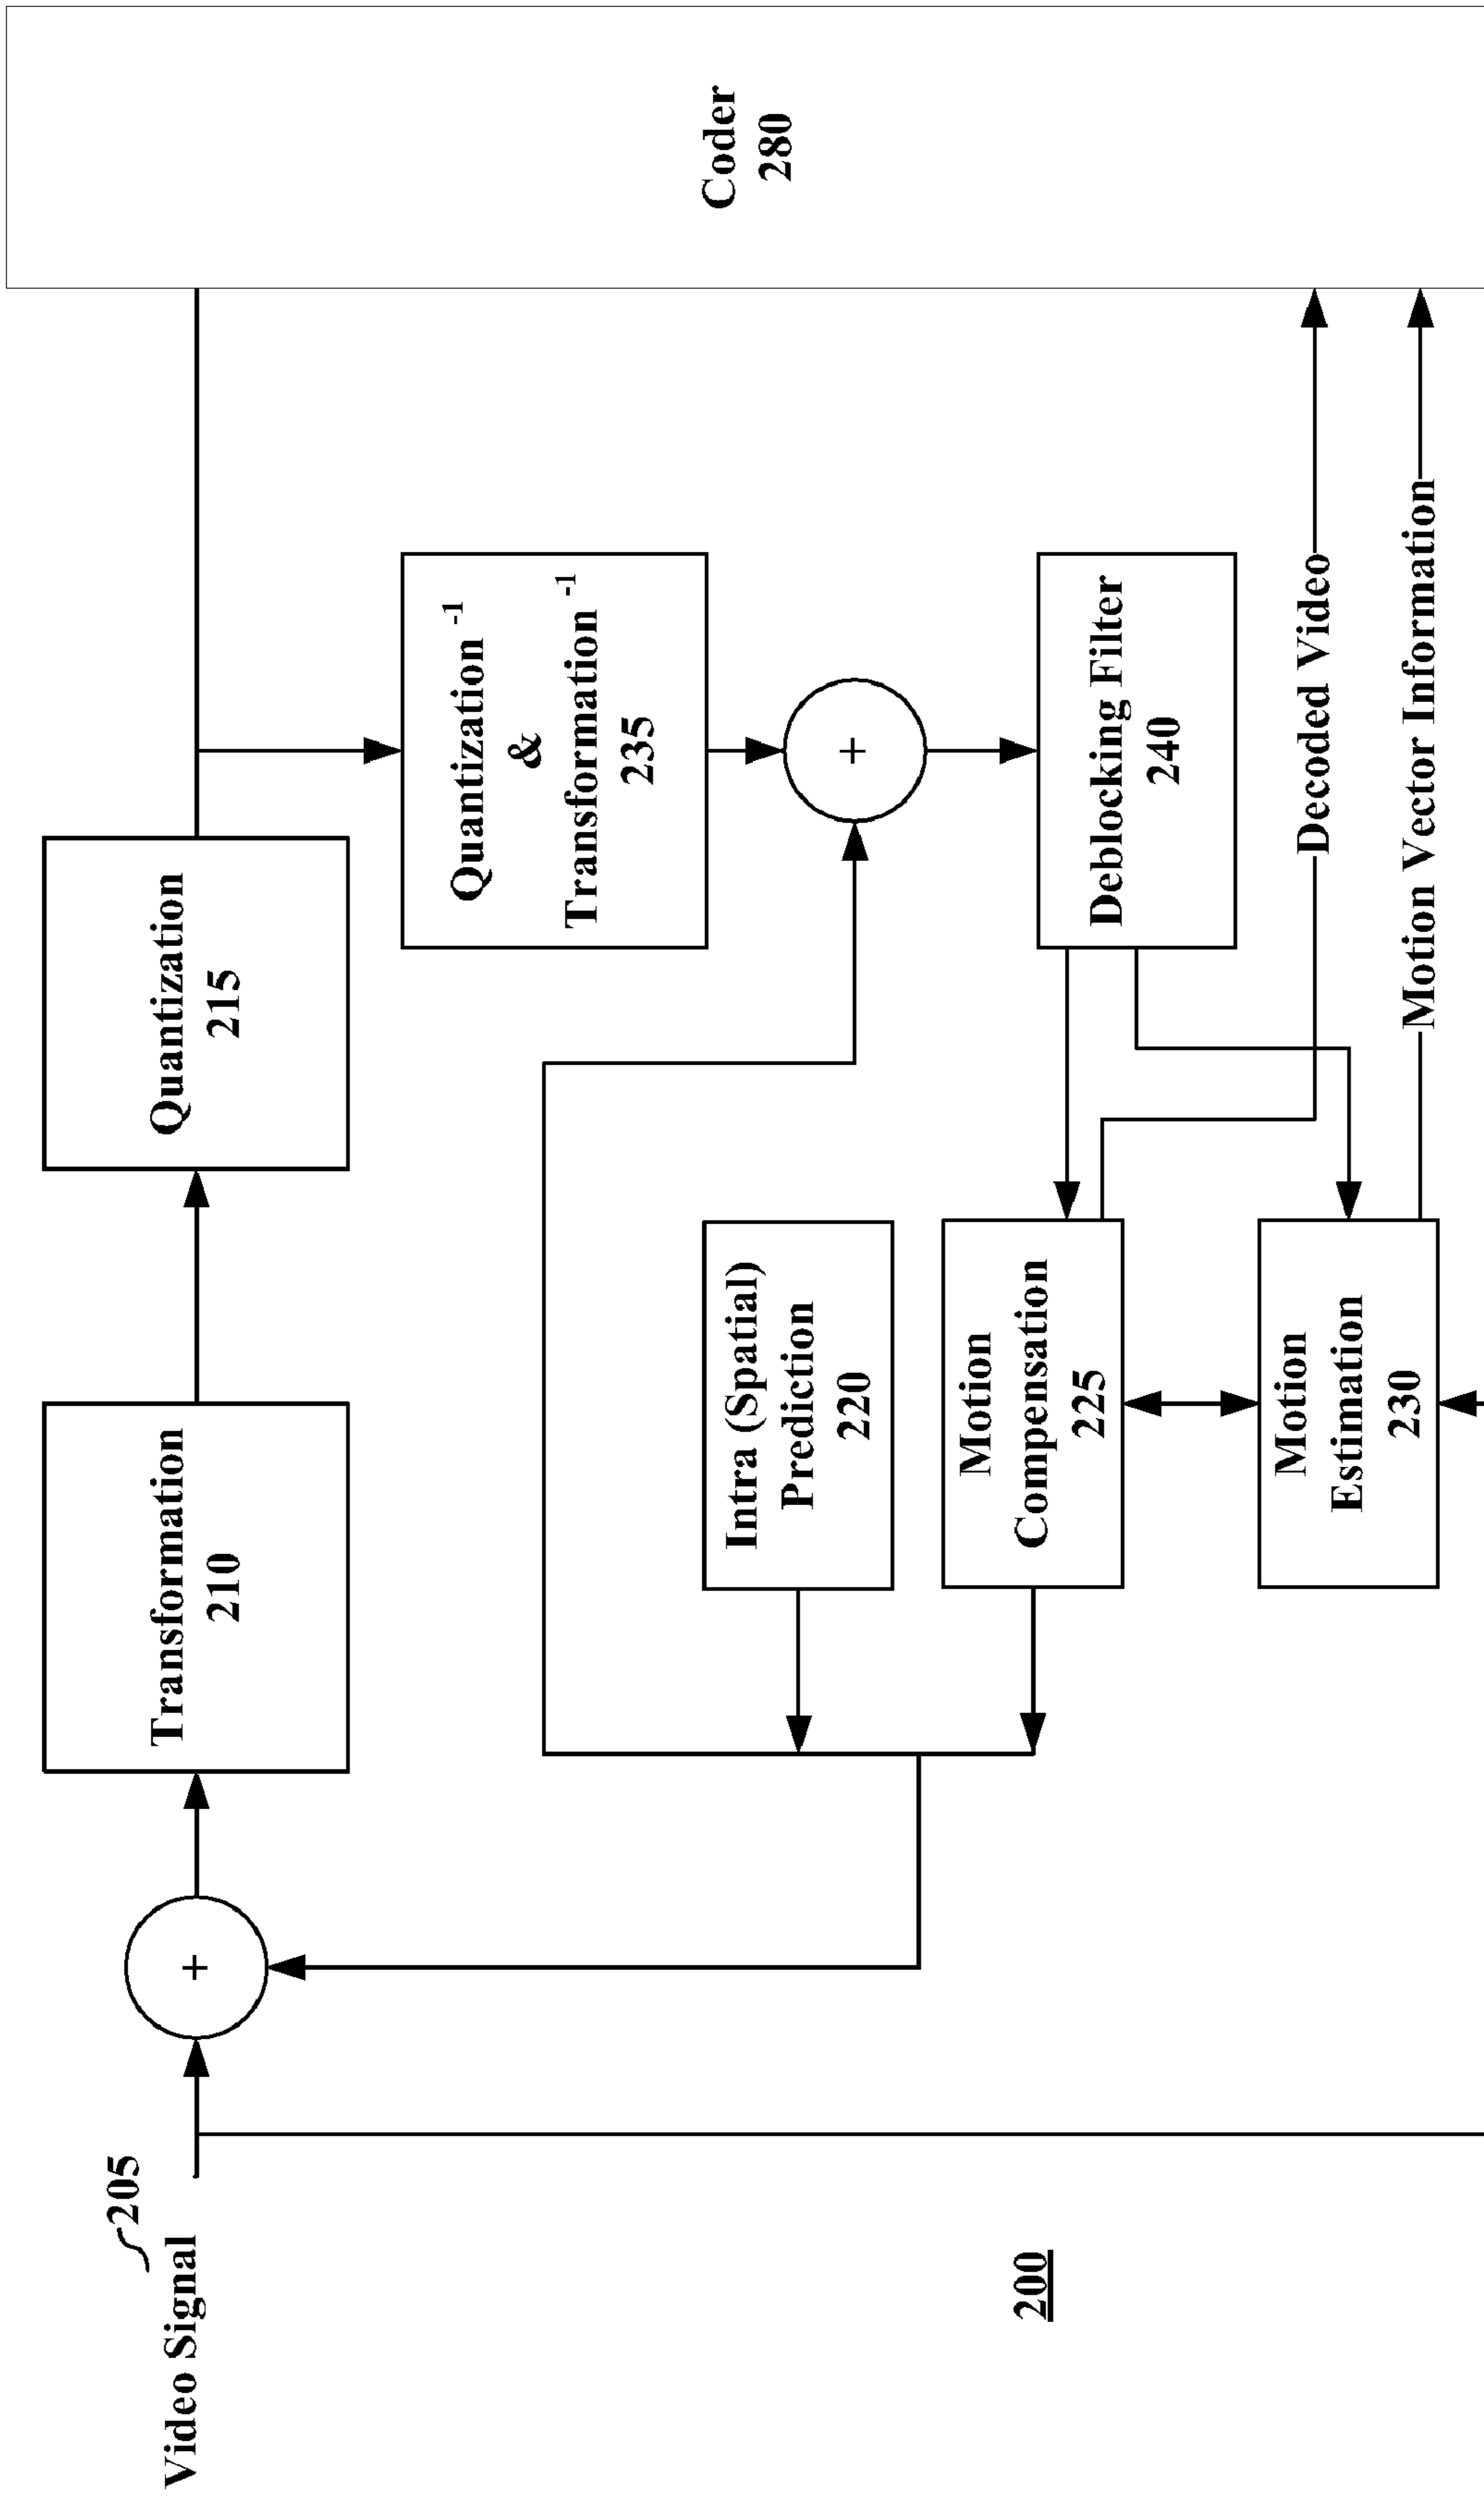 Video Signal
205
+
Transformation
210
Quantization
215
Quantization -1
&
Transformation -1
235
+
Intra (Spatial)
Prediction
220
Motion
Compensation
225
Motion
Estimation
230
Deblocking Filter
240
Decoded Video
Motion Vector Information
Coder
280
200